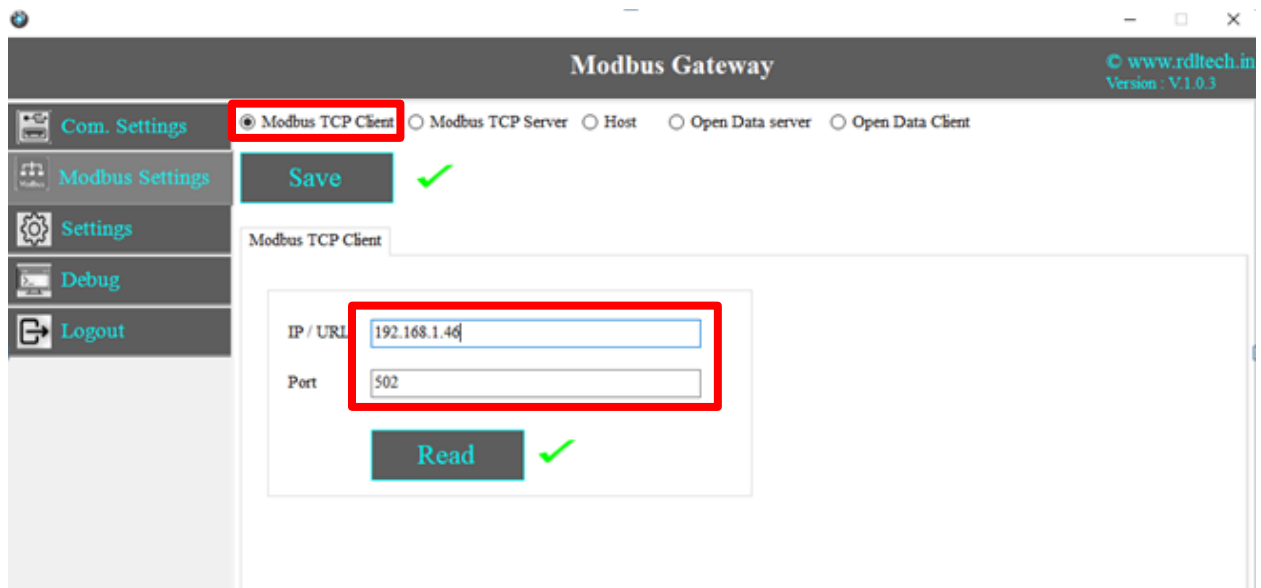 Modbus Gateway
© www.rdltech.in
Version : V.1.0.3
Com. Settings
Modbus Settings
Settings
Debug
Logout
Modbus TCP Client Modbus TCP Server Host Open Data server Open Data Client
Save
Modbus TCP Client
IP / URL 192.168.1.46
Port 502
Read